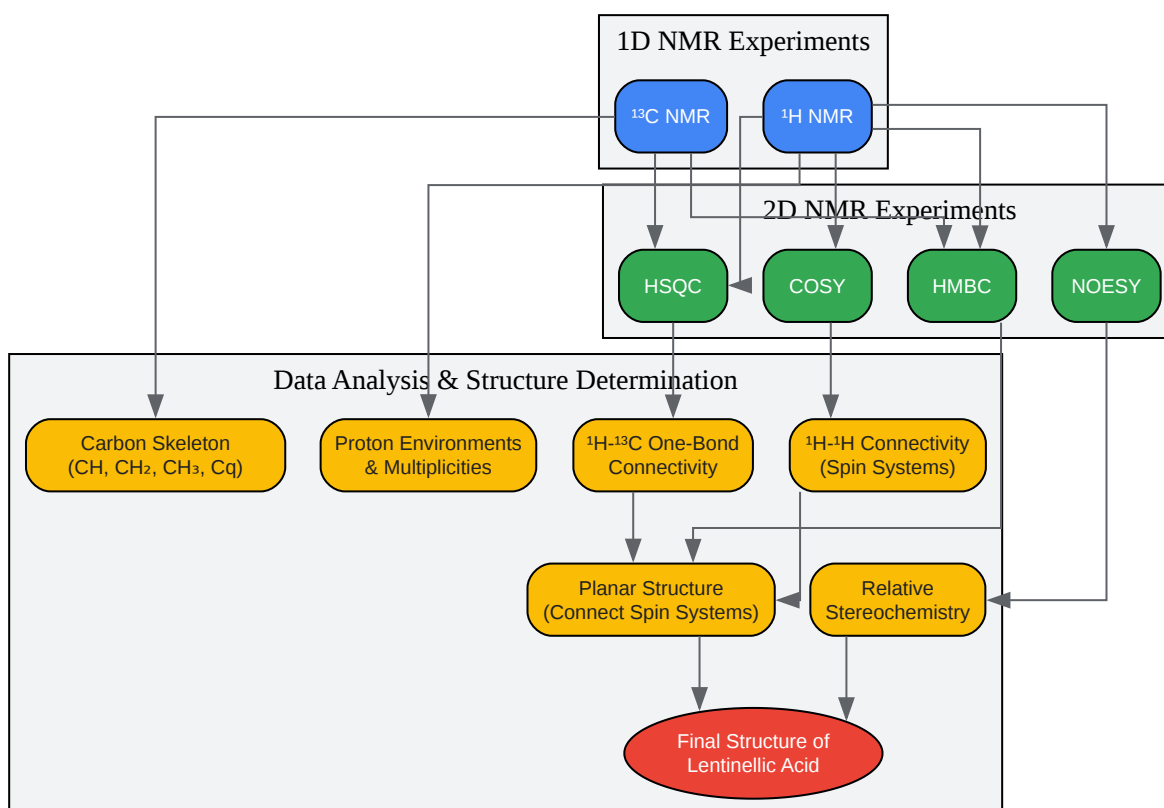 1D NMR Experiments
¹³C NMR
¹H NMR
2D NMR Experiments
HSQC
COSY
HMBC
NOESY
Data Analysis & Structure Determination
Carbon Skeleton
(CH, CH₂, CH₃, Cq)
Proton Environments
& Multiplicities
¹H-¹³C One-Bond
Connectivity
¹H-¹H Connectivity
(Spin Systems)
Planar Structure
(Connect Spin Systems)
Relative
Stereochemistry
Final Structure of
Lentinellic Acid